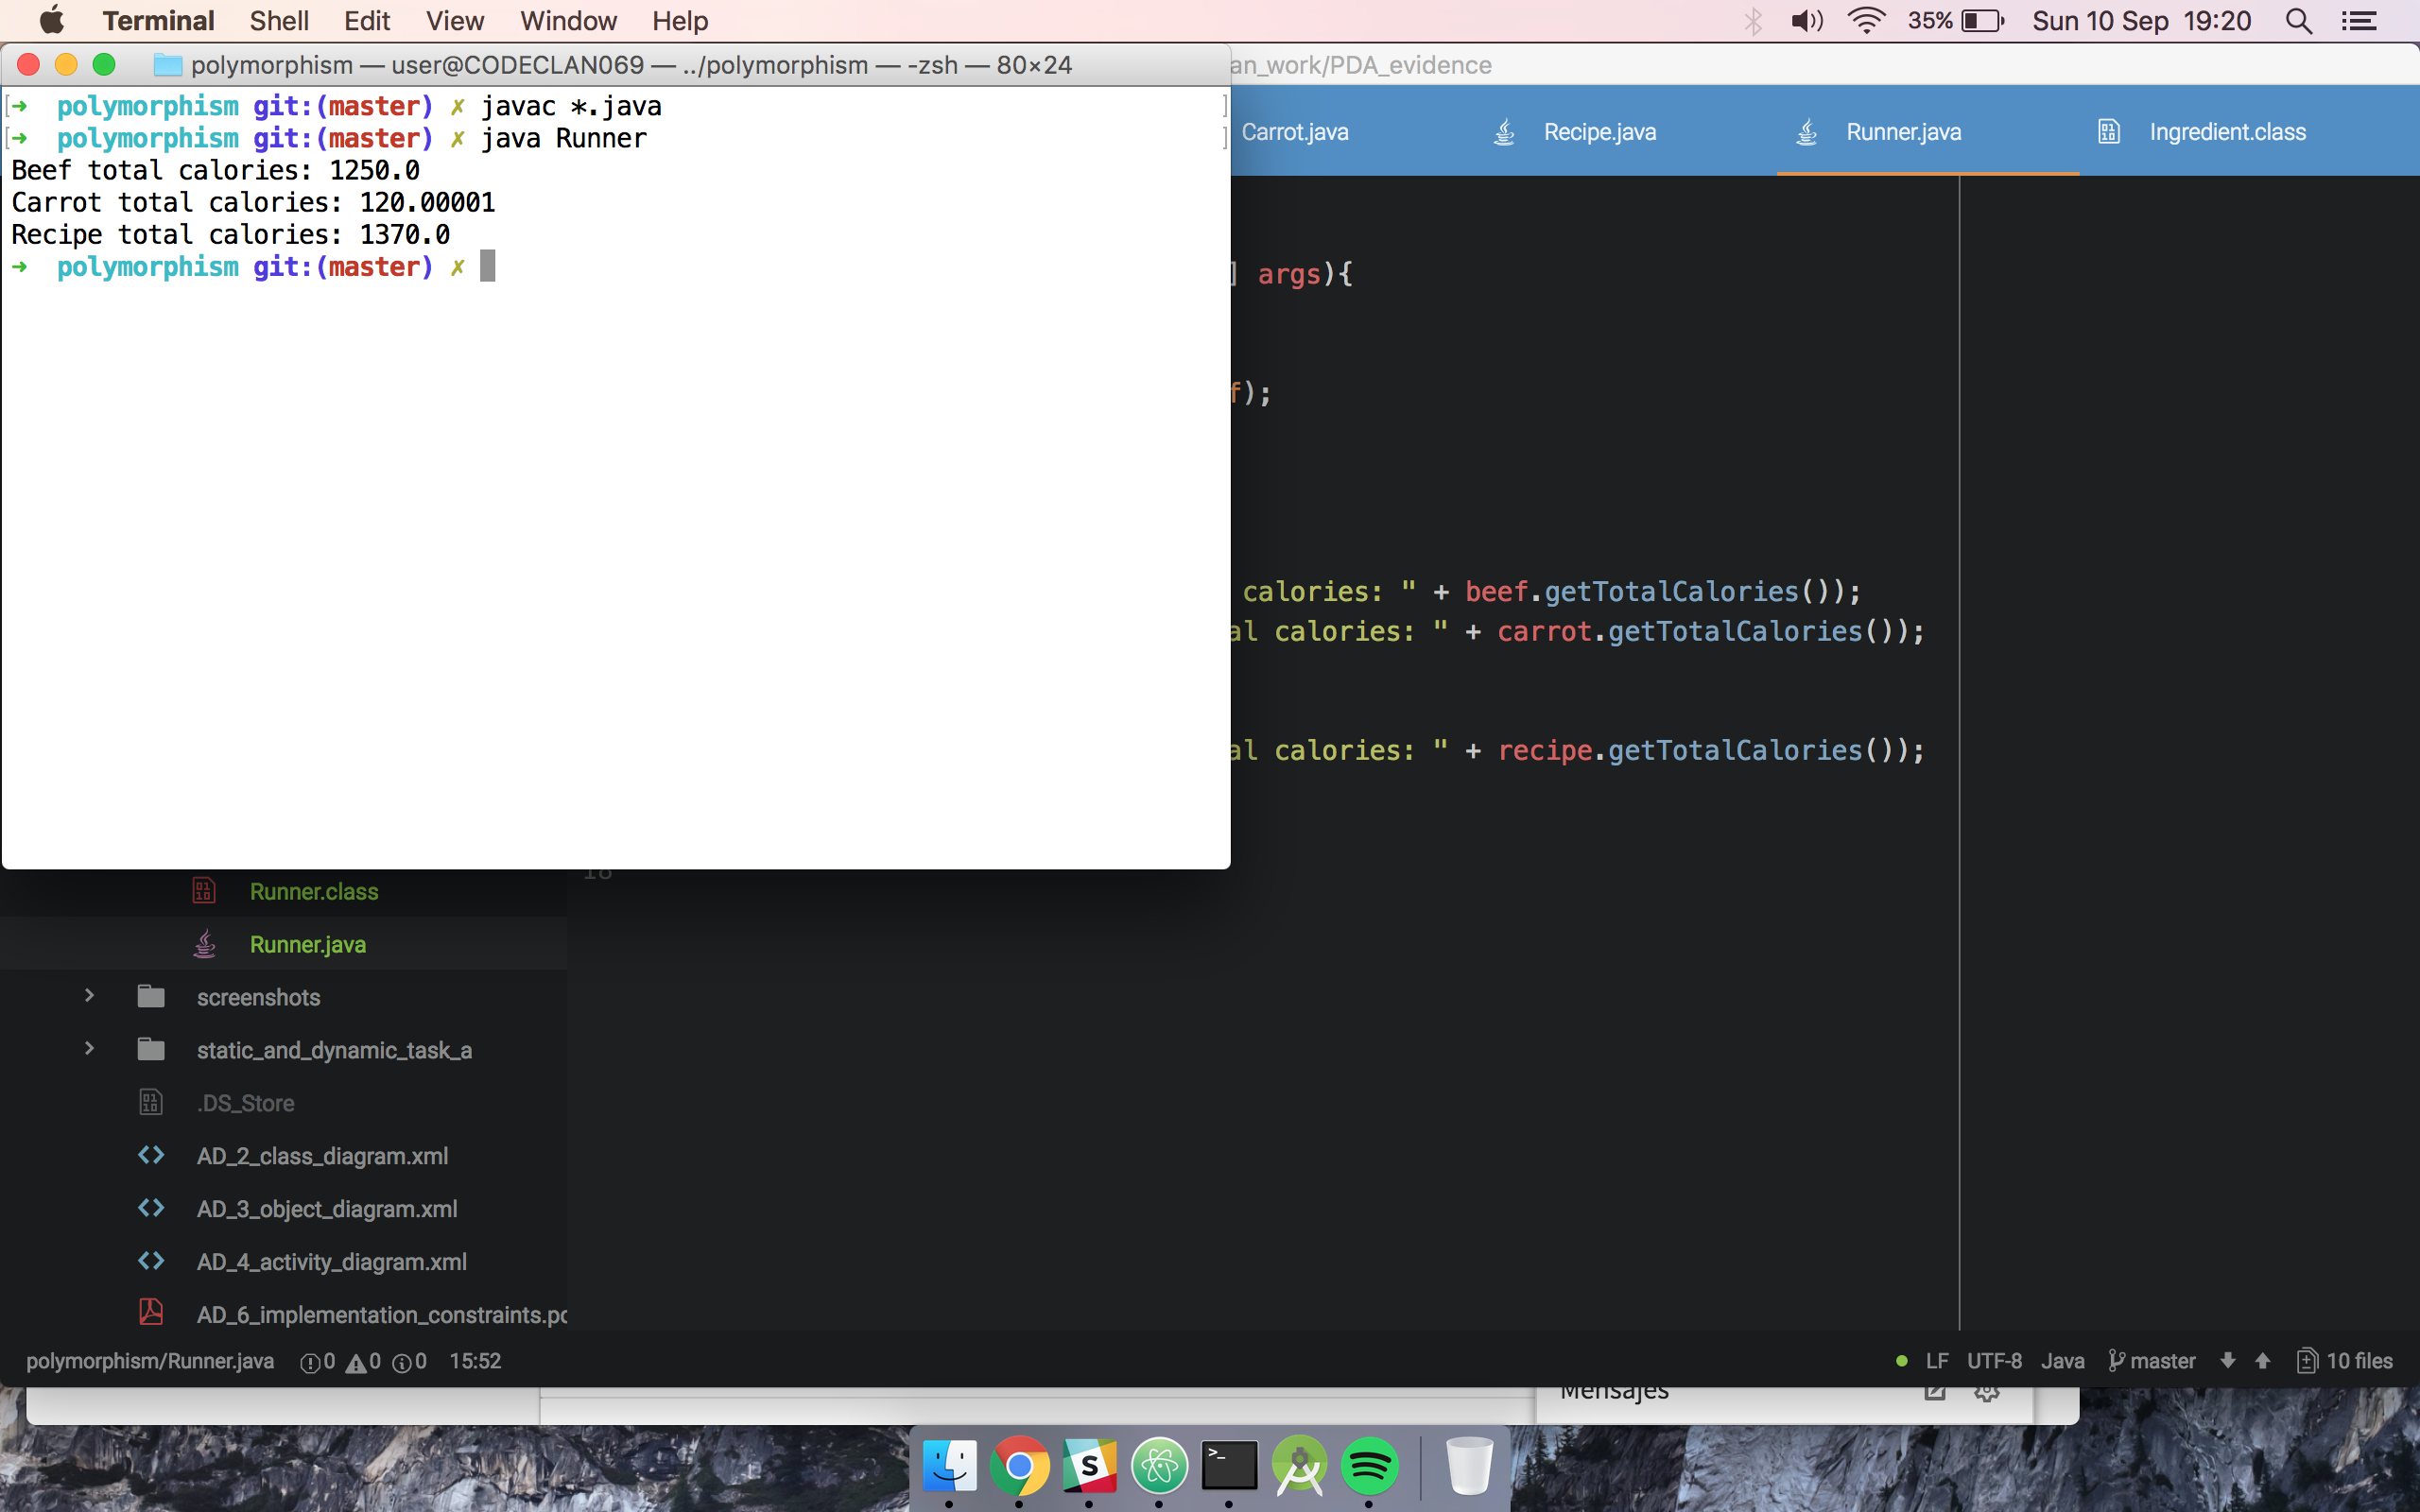 Terminal Shell Edit View Window Help 35% Sun 10 Sep 19:20
polymorphism — user@CODECLAN069 — ../polymorphism — -zsh — 80×24
an_work/PDA_evidence
[➜ polymorphism git:(master) ✗ javac *.java ]
[➜ polymorphism git:(master) ✗ java Runner ]
Beef total calories: 1250.0
Carrot total calories: 120.00001
Recipe total calories: 1370.0
➜ polymorphism git:(master) ✗
Carrot.java Recipe.java Runner.java Ingredient.class
] args){
f);
calories: " + beef.getTotalCalories());
al calories: " + carrot.getTotalCalories());
al calories: " + recipe.getTotalCalories());
18
Runner.class
Runner.java
screenshots
static_and_dynamic_task_a
.DS_Store
AD_2_class_diagram.xml
AD_3_object_diagram.xml
AD_4_activity_diagram.xml
AD_6_implementation_constraints.pd
polymorphism/Runner.java 0 0 0 15:52 LF UTF-8 Java master 10 files
Mensajes